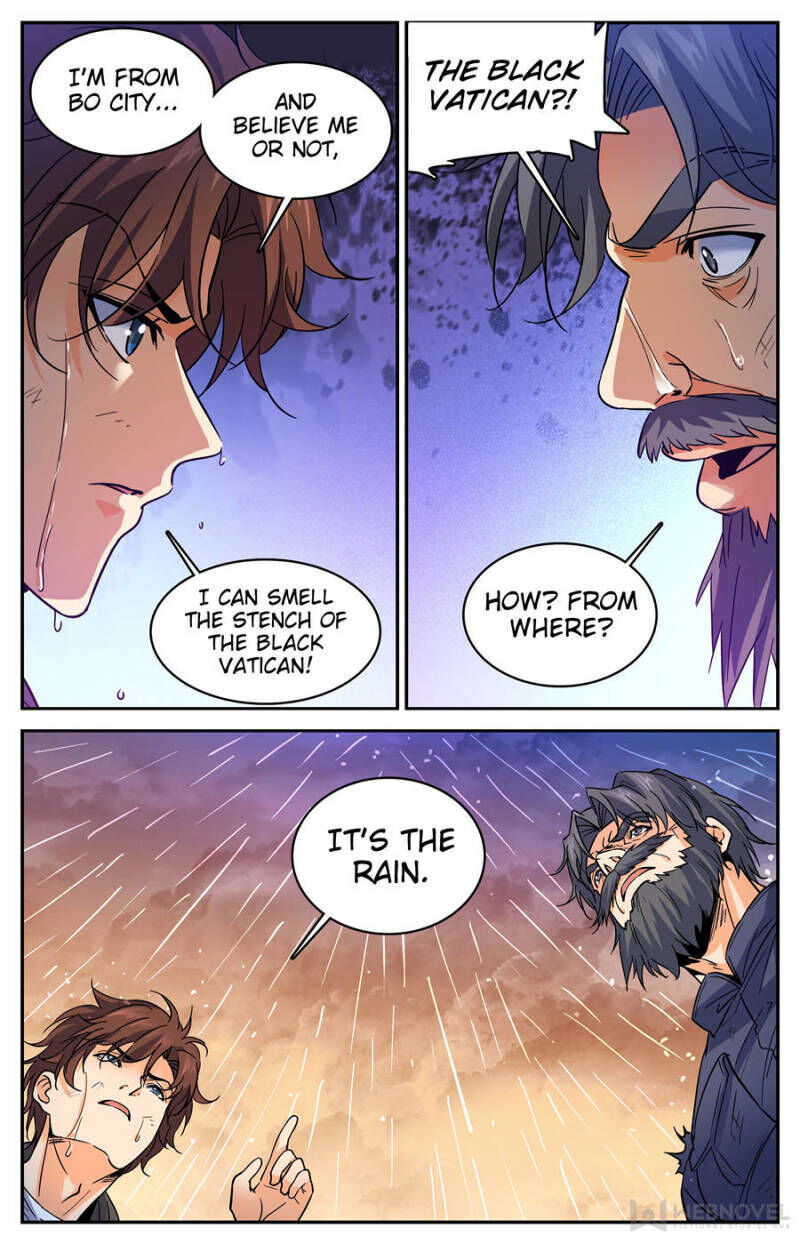 I'M FROM
BO CITY...
AND
BELIEVE ME
OR NOT,
I CAN SMELL
THE STENCH OF
THE BLACK
VATICAN!
THE BLACK
VATICAN?!
HOW? FROM
WHERE?
IT'S THE
RAIN.
WEBNOVEL